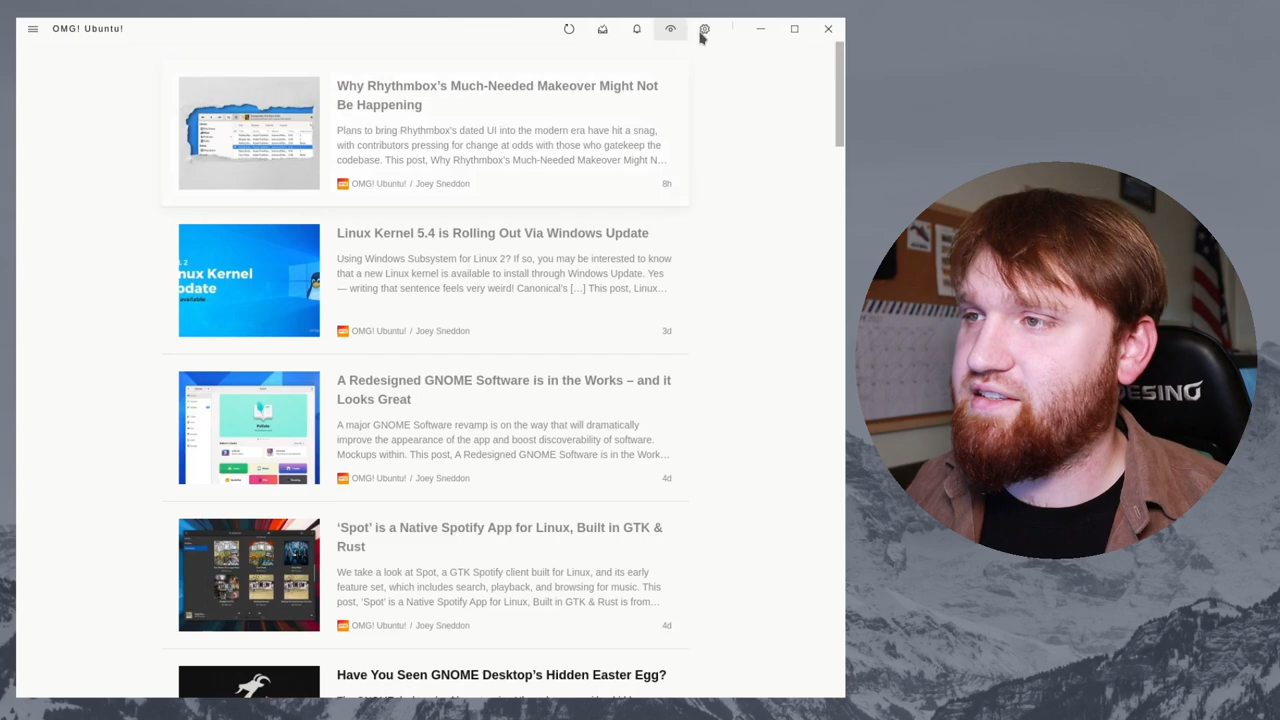 OMG! Ubuntu!
Why Rhythmbox’s Much-Needed Makeover Might Not
Be Happening
Plans to bring Rhythmbox’s dated UI into the modern era have hit a snag,
with contributors pressing for change at odds with those who gatekeep the
codebase. This post, Why Rhythmbox’s Much-Needed Makeover Might N…
OMG! Ubuntu! / Joey Sneddon
8h
nux Kernel
pdate
available
Linux Kernel 5.4 is Rolling Out Via Windows Update
Using Windows Subsystem for Linux 2? If so, you may be interested to know
that a new Linux kernel is available to install through Windows Update. Yes
— writing that sentence feels very weird! Canonical’s […] This post, Linux…
OMG! Ubuntu! / Joey Sneddon
3d
A Redesigned GNOME Software is in the Works – and it
Looks Great
A major GNOME Software revamp is on the way that will dramatically
improve the appearance of the app and boost discoverability of software.
Mockups within. This post, A Redesigned GNOME Software is in the Work…
OMG! Ubuntu! / Joey Sneddon
4d
‘Spot’ is a Native Spotify App for Linux, Built in GTK &
Rust
We take a look at Spot, a GTK Spotify client built for Linux, and its early
feature set, which includes search, playback, and browsing for music. This
post, ‘Spot’ is a Native Spotify App for Linux, Built in GTK & Rust is from…
OMG! Ubuntu! / Joey Sneddon
4d
Have You Seen GNOME Desktop’s Hidden Easter Egg?
DESINO